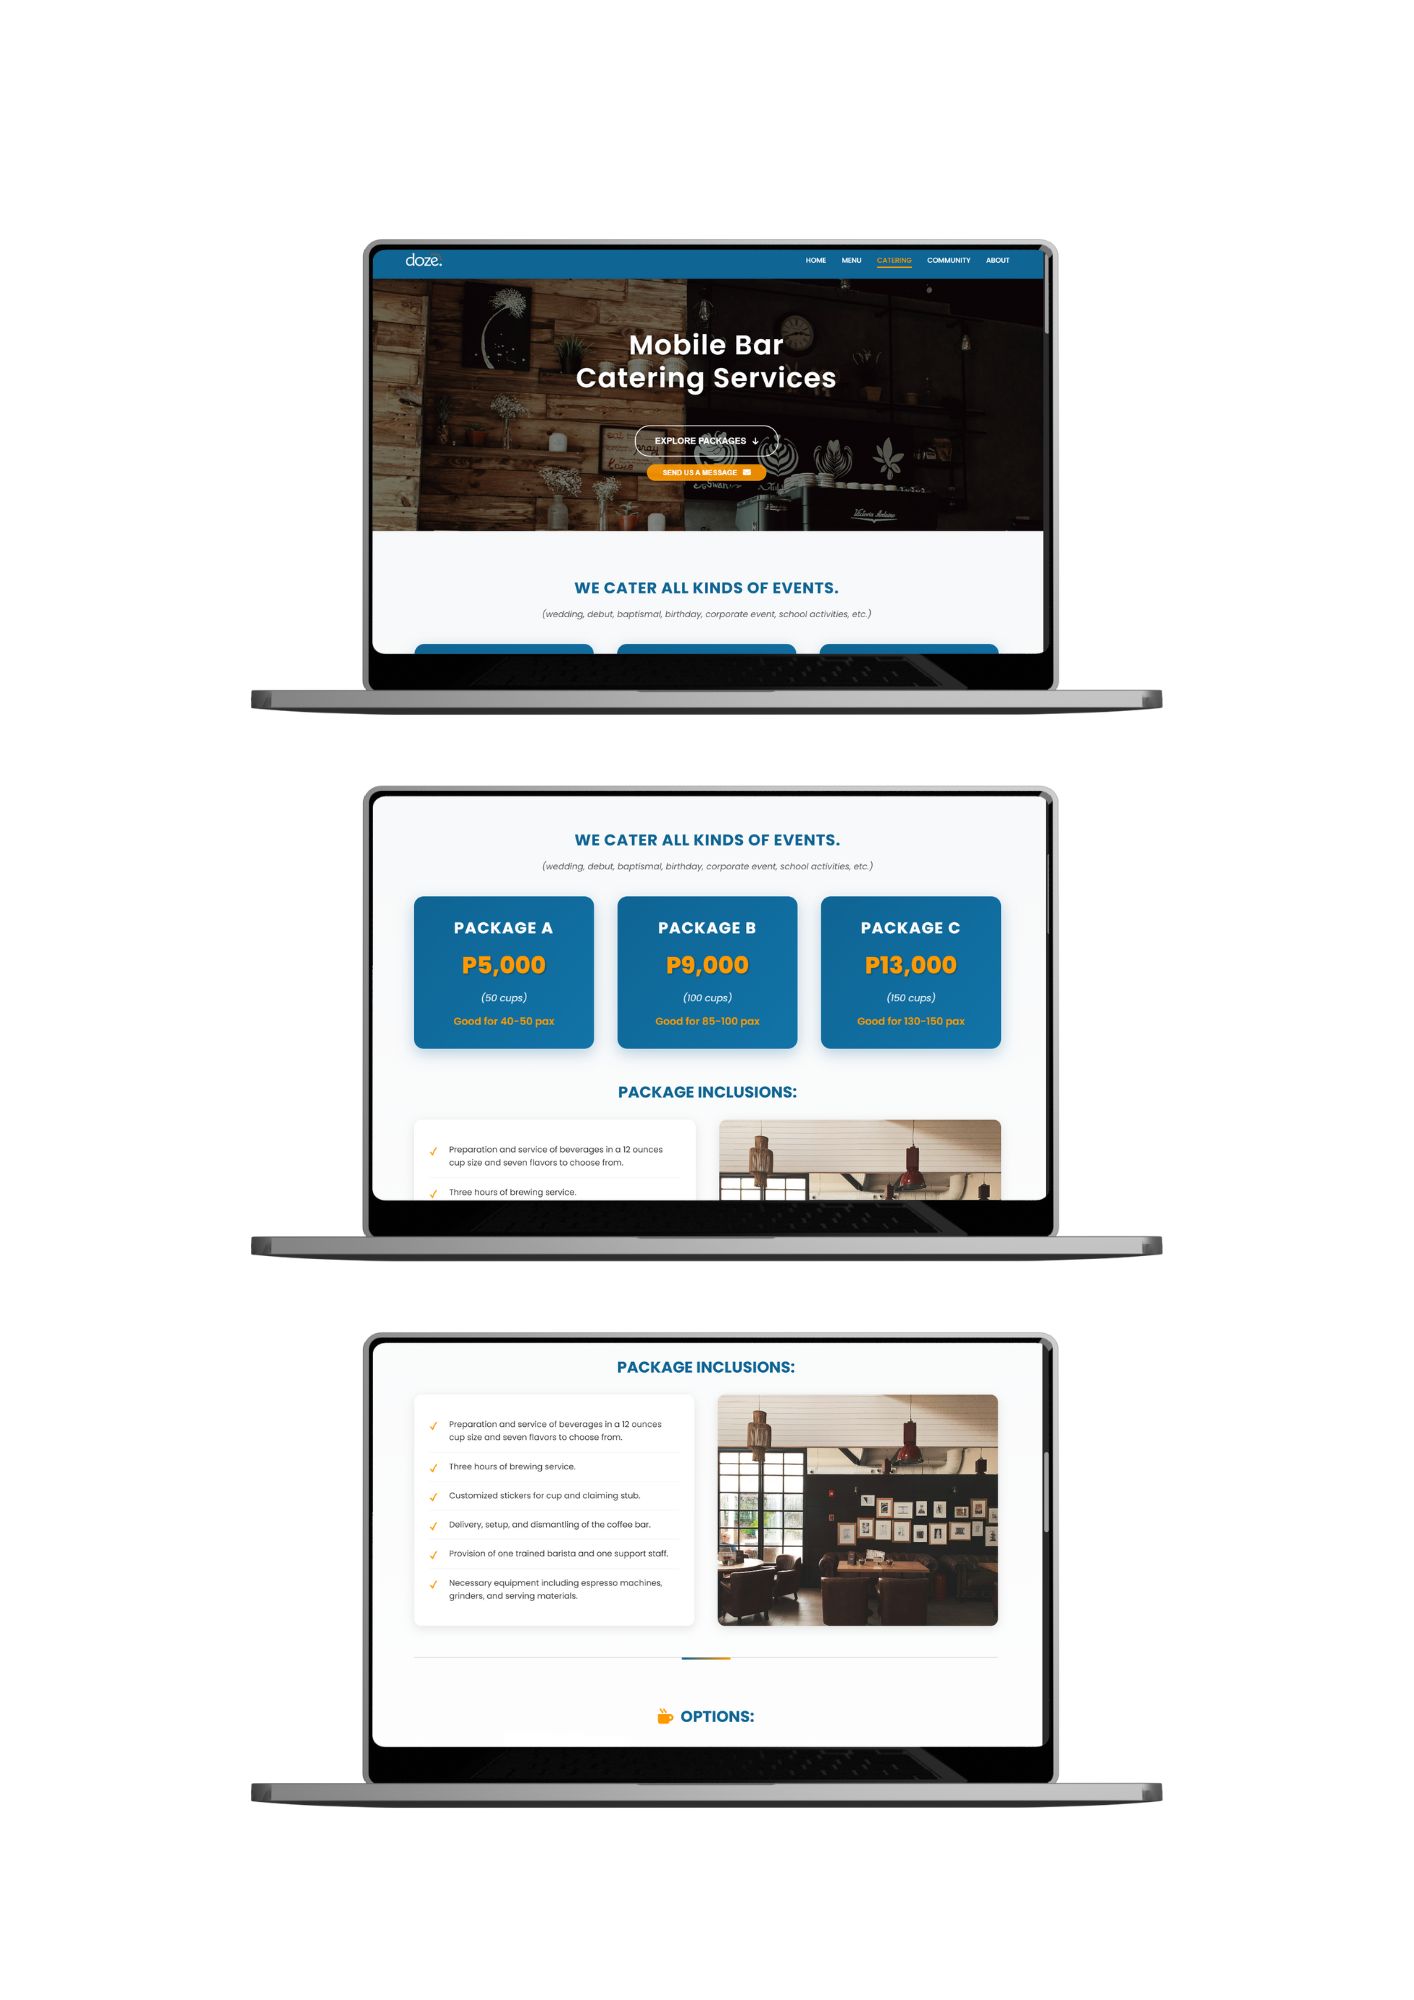 doze.
HOME MENU CATERING COMMUNITY ABOUT
Mobile Bar
Catering Services
EXPLORE PACKAGES
SEND US A MESSAGE
Victoria Arduino
WE CATER ALL KINDS OF EVENTS.
(wedding, debut, baptismal, birthday, corporate event, school activities, etc.)
WE CATER ALL KINDS OF EVENTS.
(wedding, debut, baptismal, birthday, corporate event, school activities, etc.)
PACKAGE A
P5,000
(50 cups)
Good for 40-50 pax
PACKAGE B
P9,000
(100 cups)
Good for 85-100 pax
PACKAGE C
P13,000
(150 cups)
Good for 130-150 pax
PACKAGE INCLUSIONS:
Preparation and service of beverages in a 12 ounces
cup size and seven flavors to choose from.
Three hours of brewing service.
PACKAGE INCLUSIONS:
Preparation and service of beverages in a 12 ounces
cup size and seven flavors to choose from.
Three hours of brewing service.
Customized stickers for cup and claiming stub.
Delivery, setup, and dismantling of the coffee bar.
Provision of one trained barista and one support staff.
Necessary equipment including espresso machines,
grinders, and serving materials.
OPTIONS: